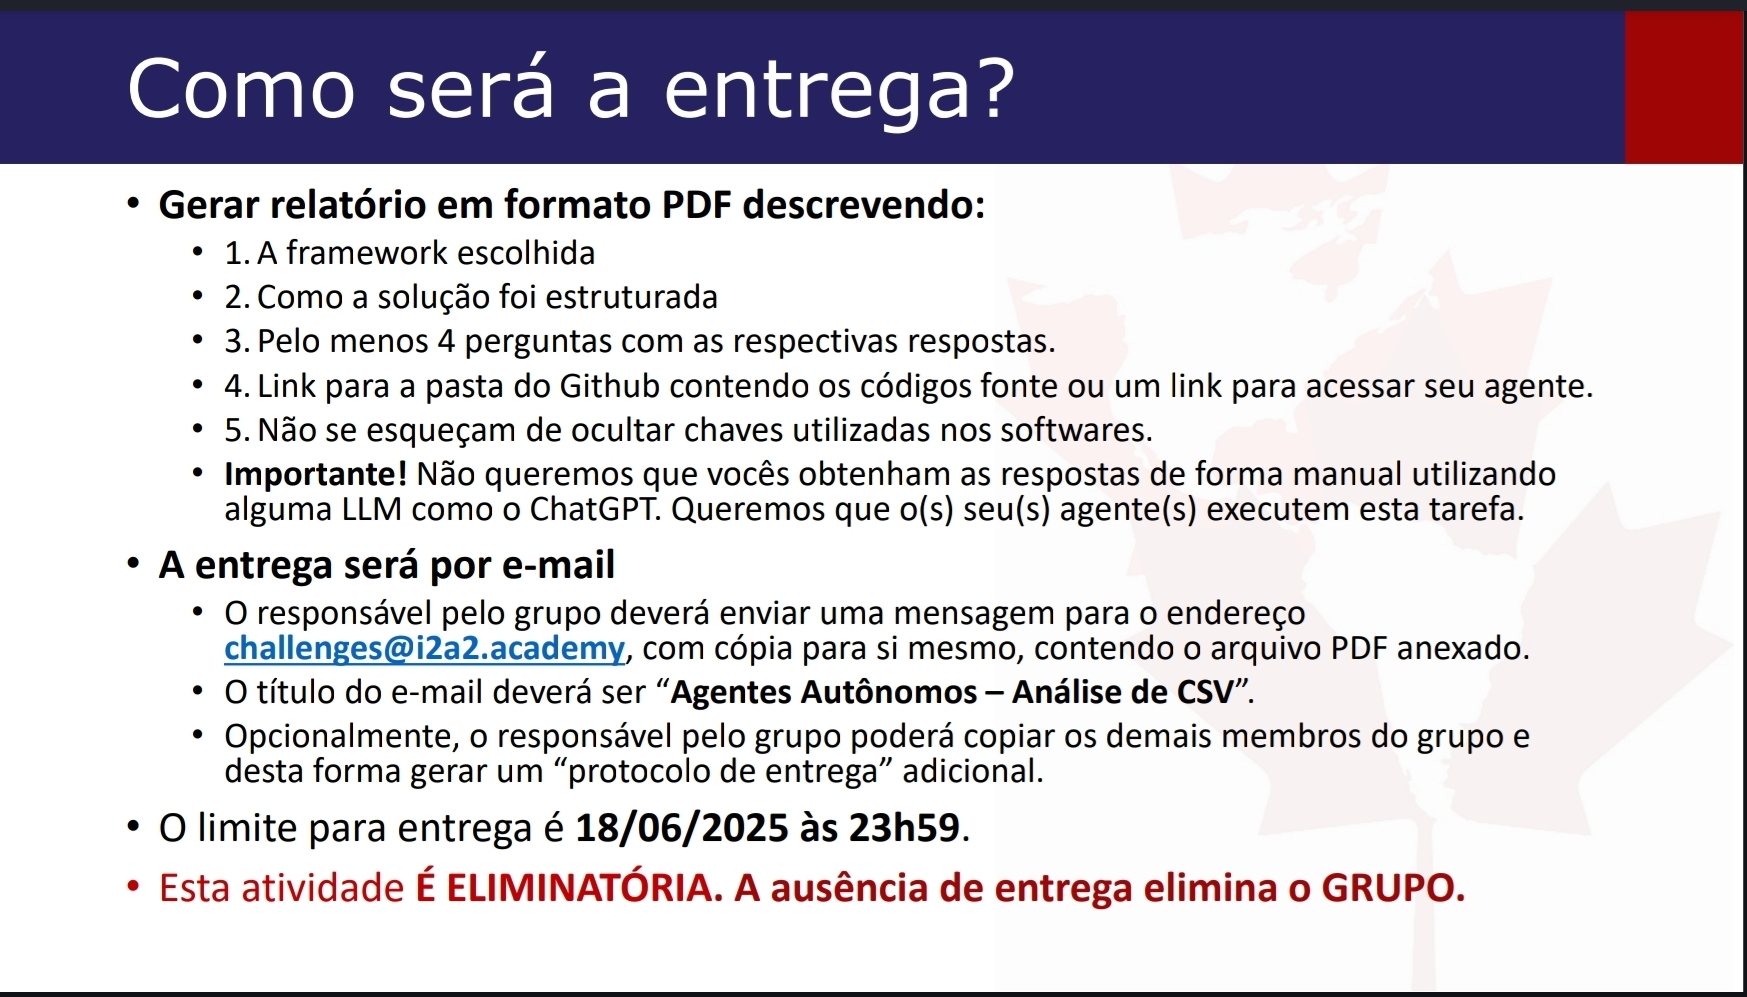 Como será a entrega?
• Gerar relatório em formato PDF descrevendo:
• 1. A framework escolhida
• 2. Como a solução foi estruturada
• 3. Pelo menos 4 perguntas com as respectivas respostas.
• 4. Link para a pasta do Github contendo os códigos fonte ou um link para acessar seu agente.
• 5. Não se esqueçam de ocultar chaves utilizadas nos softwares.
• Importante! Não queremos que vocês obtenham as respostas de forma manual utilizando
alguma LLM como o ChatGPT. Queremos que o(s) seu(s) agente(s) executem esta tarefa.
• A entrega será por e-mail
• O responsável pelo grupo deverá enviar uma mensagem para o endereço
challenges@i2a2.academy, com cópia para si mesmo, contendo o arquivo PDF anexado.
• O título do e-mail deverá ser “Agentes Autônomos – Análise de CSV”.
• Opcionalmente, o responsável pelo grupo poderá copiar os demais membros do grupo e
desta forma gerar um “protocolo de entrega” adicional.
• O limite para entrega é 18/06/2025 às 23h59.
• Esta atividade É ELIMINATÓRIA. A ausência de entrega elimina o GRUPO.